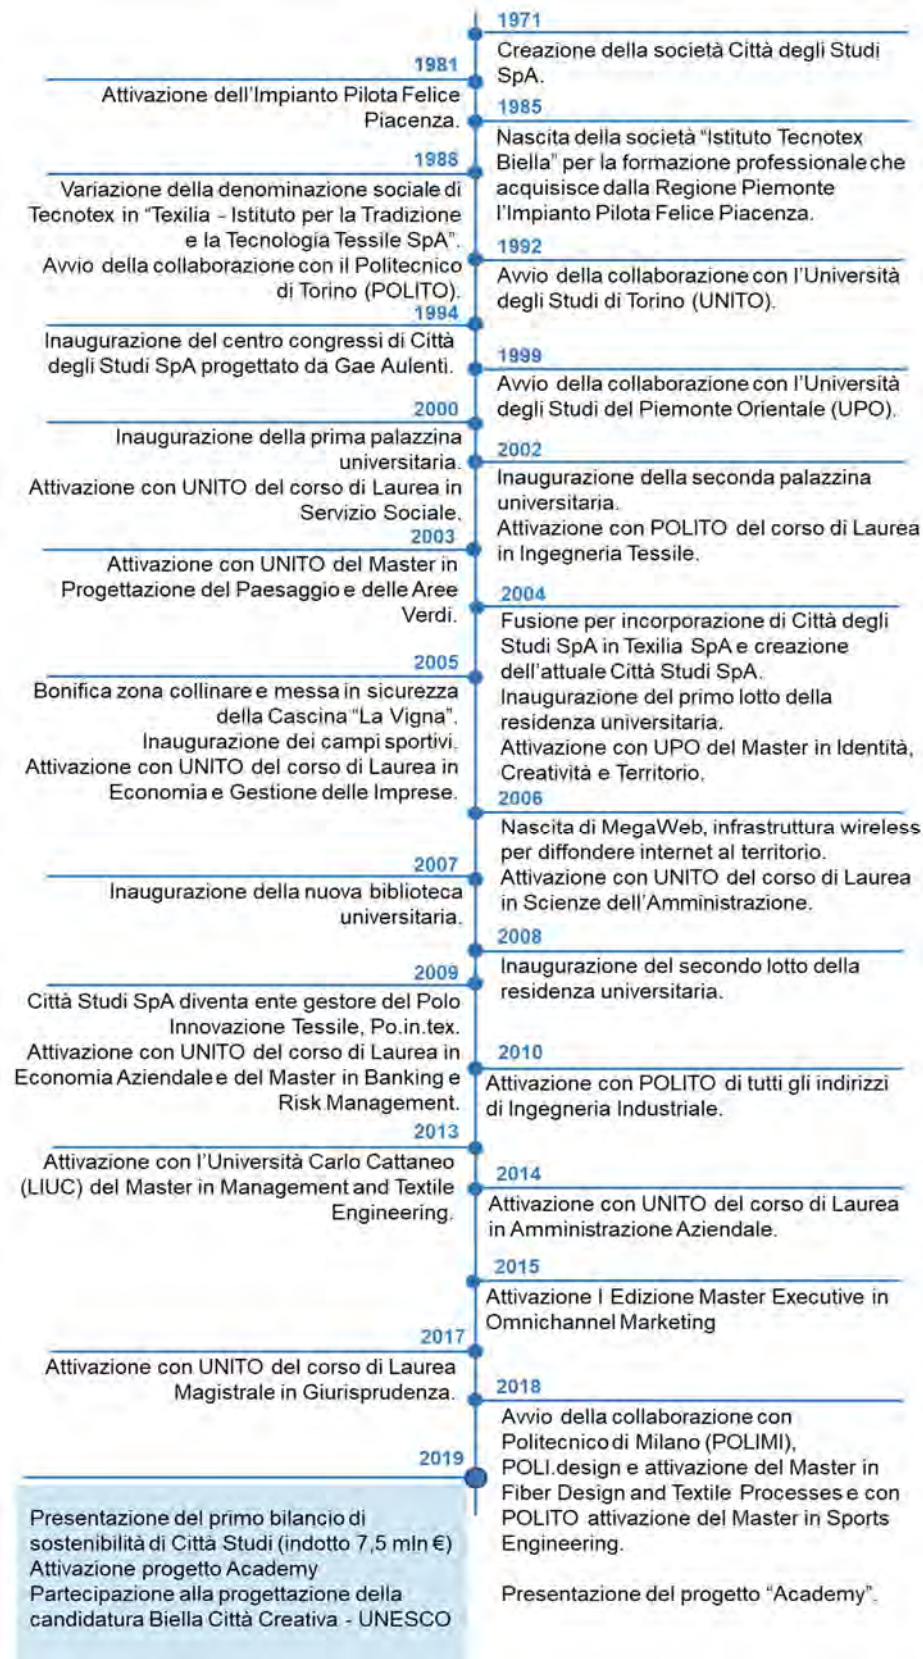 1971
Creazione della società Città degli Studi
SpA.
1981
Attivazione dell'Impianto Pilota Felice
Piacenza.
1985
Nascita della società "Istituto Tecnotex
Biella" per la formazione professionale che
acquisisce dalla Regione Piemonte
l'Impianto Pilota Felice Piacenza.
1988
Variazione della denominazione sociale di
Tecnotex in "Texilia - Istituto per la Tradizione
e la Tecnologia Tessile SpA".
Avvio della collaborazione con il Politecnico
di Torino (POLITO).
1992
Avvio della collaborazione con l'Università
degli Studi di Torino (UNITO).
1994
Inaugurazione del centro congressi di Città
degli Studi SpA progettato da Gae Aulenti.
1999
Avvio della collaborazione con l'Università
degli Studi del Piemonte Orientale (UPO).
2000
Inaugurazione della prima palazzina
universitaria.
Attivazione con UNITO del corso di Laurea in
Servizio Sociale.
2002
Inaugurazione della seconda palazzina
universitaria.
Attivazione con POLITO del corso di Laurea
in Ingegneria Tessile.
2003
Attivazione con UNITO del Master in
Progettazione del Paesaggio e delle Aree
Verdi.
2004
Fusione per incorporazione di Città degli
Studi SpA in Texilia SpA e creazione
dell'attuale Città Studi SpA.
Inaugurazione del primo lotto della
residenza universitaria.
Attivazione con UPO del Master in Identità,
Creatività e Territorio.
2005
Bonifica zona collinare e messa in sicurezza
della Cascina "La Vigna".
Inaugurazione dei campi sportivi.
Attivazione con UNITO del corso di Laurea in
Economia e Gestione delle Imprese.
2006
Nascita di MegaWeb, infrastruttura wireless
per diffondere internet al territorio.
Attivazione con UNITO del corso di Laurea
in Scienze dell'Amministrazione.
2007
Inaugurazione della nuova biblioteca
universitaria.
2008
Inaugurazione del secondo lotto della
residenza universitaria.
2009
Città Studi SpA diventa ente gestore del Polo
Innovazione Tessile, Po.in.tex.
Attivazione con UNITO del corso di Laurea in
Economia Aziendale e del Master in Banking e
Risk Management.
2010
Attivazione con POLITO di tutti gli indirizzi
di Ingegneria Industriale.
2013
Attivazione con l'Università Carlo Cattaneo
(LIUC) del Master in Management and Textile
Engineering.
2014
Attivazione con UNITO del corso di Laurea
in Amministrazione Aziendale.
2015
Attivazione I Edizione Master Executive in
Omnichannel Marketing
2017
Attivazione con UNITO del corso di Laurea
Magistrale in Giurisprudenza.
2018
Avvio della collaborazione con
Politecnico di Milano (POLIMI),
POLI.design e attivazione del Master in
Fiber Design and Textile Processes e con
POLITO attivazione del Master in Sports
Engineering.
Presentazione del progetto "Academy".
2019
Presentazione del primo bilancio di
sostenibilità di Città Studi (indotto 7,5 mln €)
Attivazione progetto Academy
Partecipazione alla progettazione della
candidatura Biella Città Creativa - UNESCO